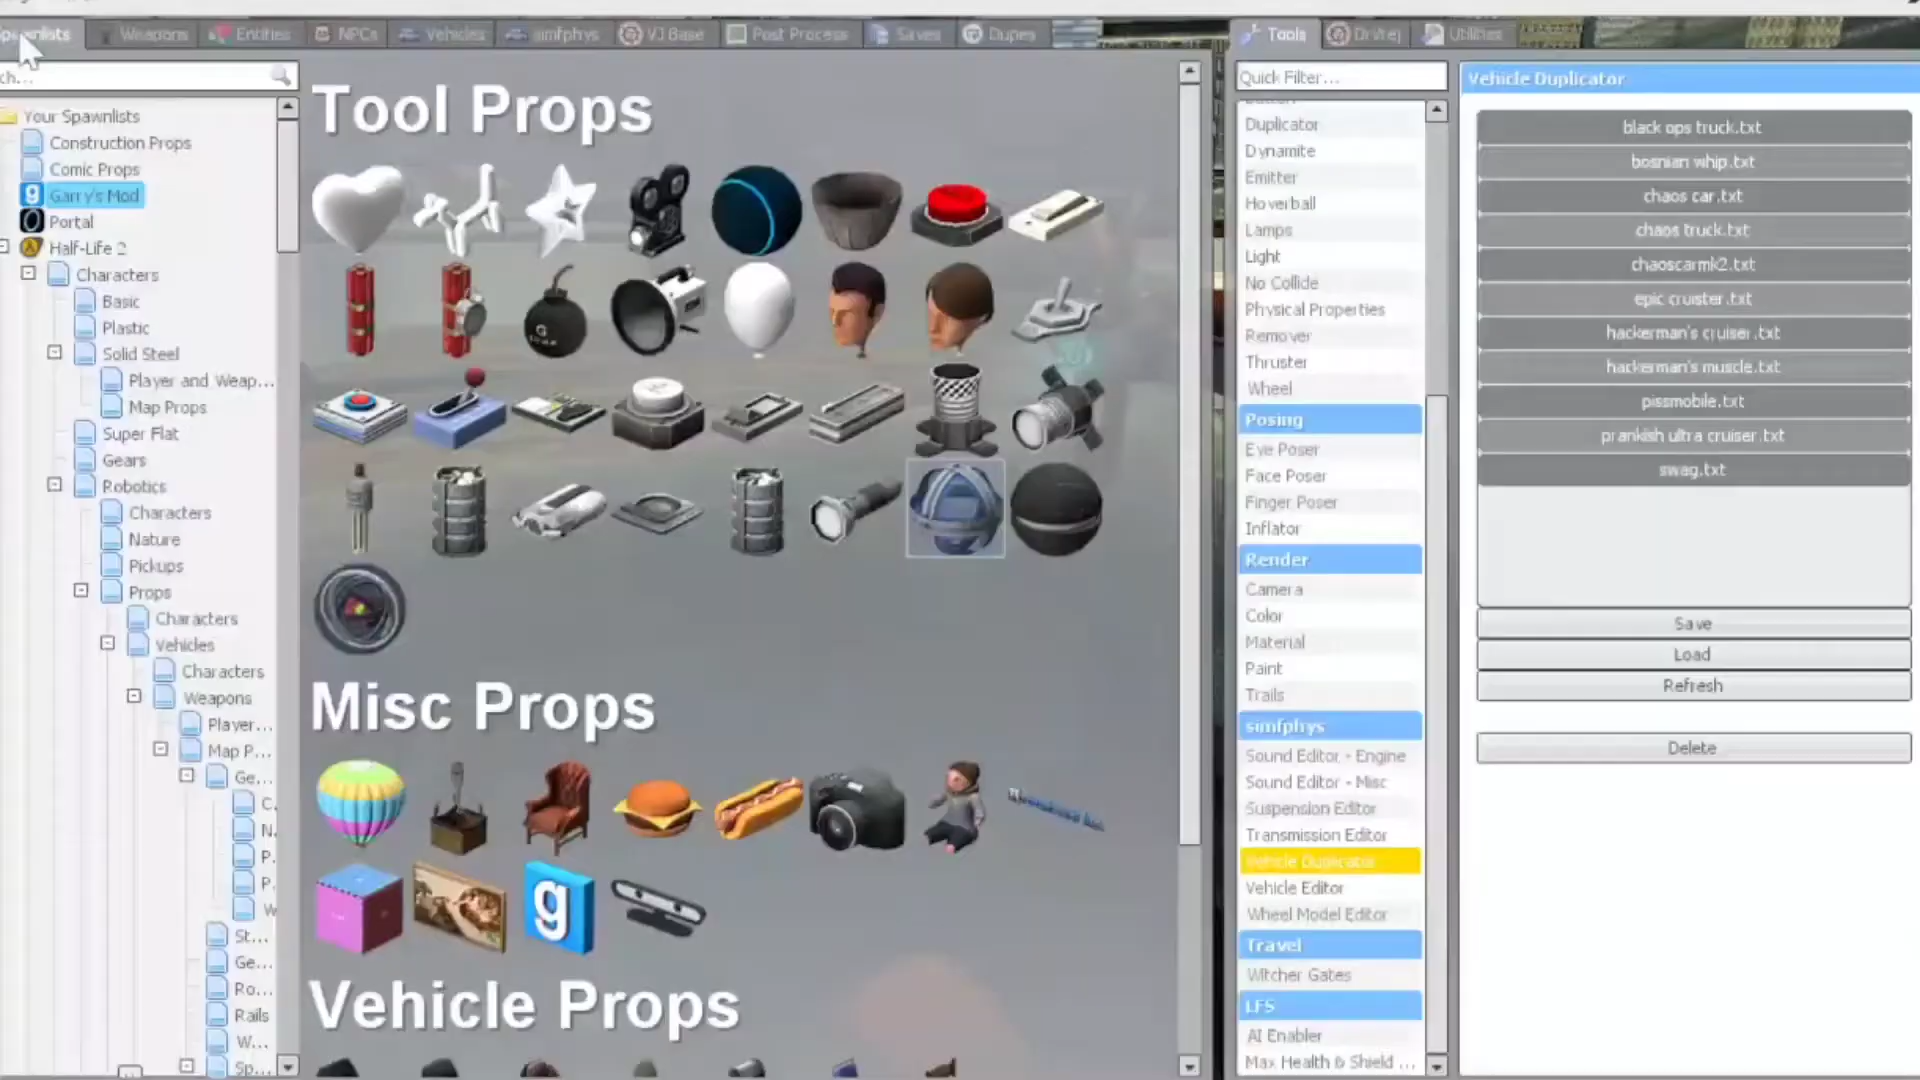 Spawnlists
Weapons
Entities
NPCs
Vehicles
simfphys
VJ Base
Post Process
Saves
Dupes
Tools
DrVrej
Utilities
ch...
Your Spawnlists
Construction Props
Comic Props
Garry's Mod
Portal
Half-Life 2
Characters
Basic
Plastic
Solid Steel
Player and Weap...
Map Props
Super Flat
Gears
Robotics
Characters
Nature
Pickups
Props
Characters
Vehicles
Characters
Weapons
Player...
Map P...
Ge...
C.
N.
P.
P.
W
St...
Ge...
Ro...
Rails
W...
Sp...
Tool Props
Misc Props
g
Vehicle Props
Quick Filter...
Button
Duplicator
Dynamite
Emitter
Hoverball
Lamps
Light
No Collide
Physical Properties
Remover
Thruster
Wheel
Posing
Eye Poser
Face Poser
Finger Poser
Inflator
Render
Camera
Color
Material
Paint
Trails
simfphys
Sound Editor - Engine
Sound Editor - Misc
Suspension Editor
Transmission Editor
Vehicle Duplicator
Vehicle Editor
Wheel Model Editor
Travel
Witcher Gates
LFS
AI Enabler
Max Health & Shield ...
Vehicle Duplicator
black ops truck.txt
bosnian whip.txt
chaos car.txt
chaos truck.txt
chaoscarmk2.txt
epic cruister.txt
hackerman's cruiser.txt
hackerman's muscle.txt
pissmobile.txt
prankish ultra cruiser.txt
swag.txt
Save
Load
Refresh
Delete